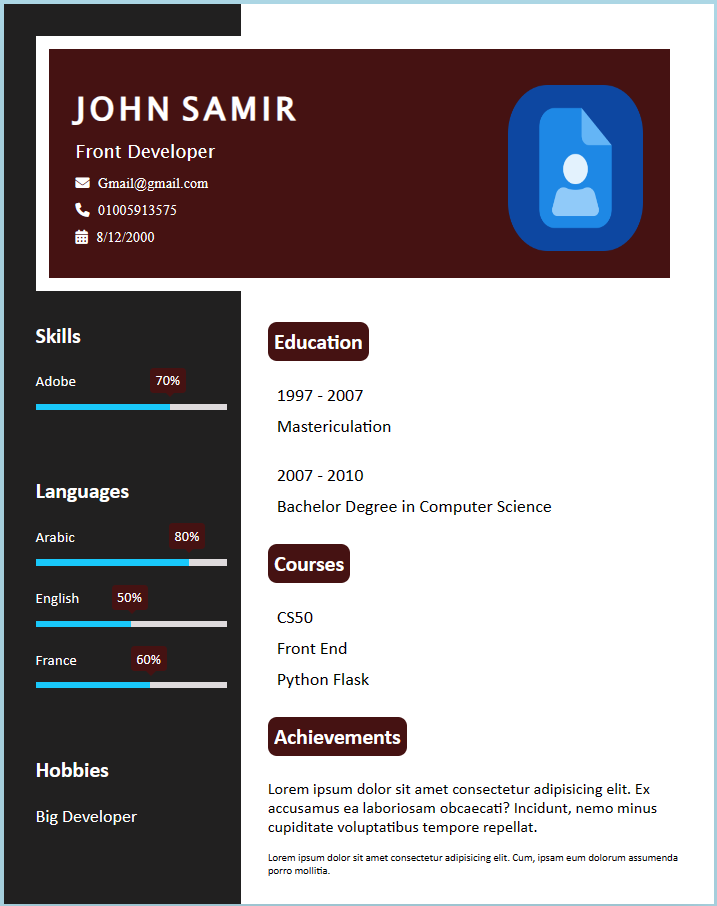 JOHN SAMIR
Front Developer
Gmail@gmail.com
01005913575
8/12/2000
Skills
Adobe 70%
Languages
Arabic 80%
English 50%
France 60%
Hobbies
Big Developer
Education
1997 - 2007
Mastericulation
2007 - 2010
Bachelor Degree in Computer Science
Courses
CS50
Front End
Python Flask
Achievements
Lorem ipsum dolor sit amet consectetur adipisicing elit. Ex
accusamus ea laboriosam obcaecati? Incidunt, nemo minus
cupiditate voluptatibus tempore repellat.
Lorem ipsum dolor sit amet consectetur adipisicing elit. Cum, ipsam eum dolorum assumenda
porro mollitia.